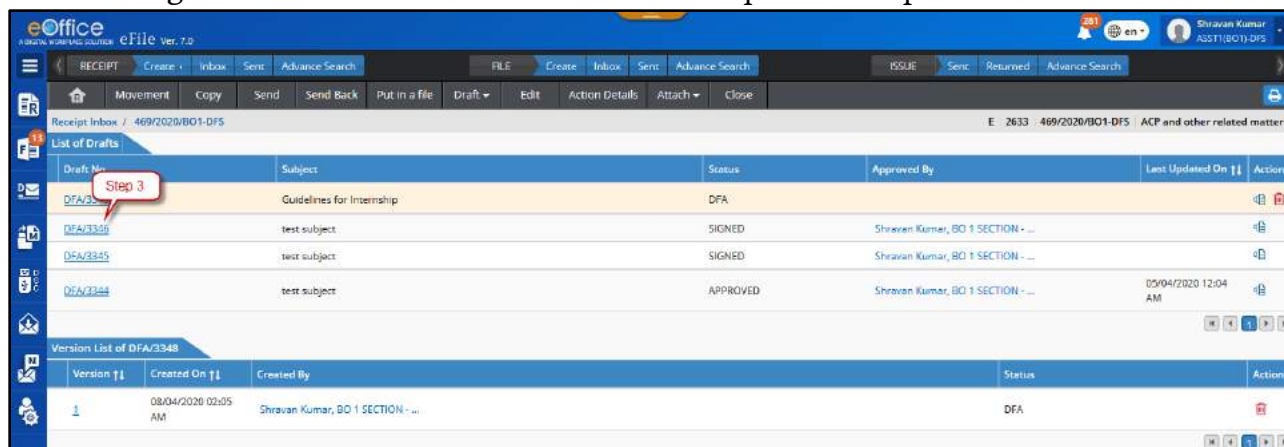 eOffice
A DIGITAL WORKPLACE SOLUTION eFile Ver. 7.0
281
en
Shravan Kumar
ASST1(BO1)-DFS
RECEIPT Create Inbox Sent Advance Search FILE Create Inbox Sent Advance Search ISSUE Sent Returned Advance Search
Movement Copy Send Send Back Put in a file Draft Edit Action Details Attach Close
Receipt Inbox / 469/2020/BO1-DFS E 2633 469/2020/BO1-DFS ACP and other related matter
13
List of Drafts
Draft No Subject Status Approved By Last Updated On Action
Step 3
Guidelines for Internship DFA
DFA/3346 test subject SIGNED Shravan Kumar, BO 1 SECTION - ...
DFA/3345 test subject SIGNED Shravan Kumar, BO 1 SECTION - ...
DFA/3344 test subject APPROVED Shravan Kumar, BO 1 SECTION - ... 05/04/2020 12:04 AM
1
Version List of DFA/3348
Version Created On Created By Status Action
1 08/04/2020 02:05 AM Shravan Kumar, BO 1 SECTION - ... DFA
1